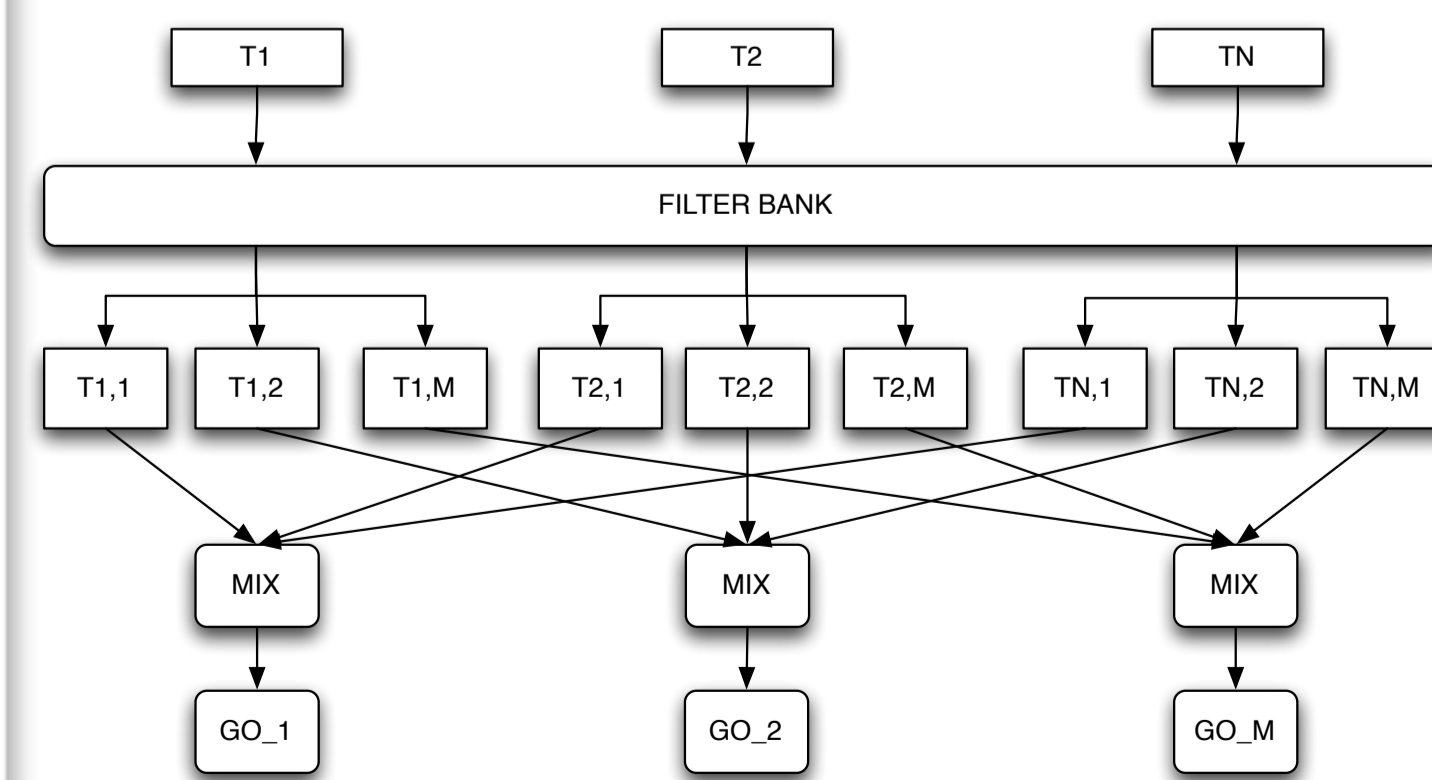 T1
T2
TN
FILTER BANK
T1,1
T1,2
T1,M
T2,1
T2,2
T2,M
TN,1
TN,2
TN,M
MIX
MIX
MIX
GO_1
GO_2
GO_M